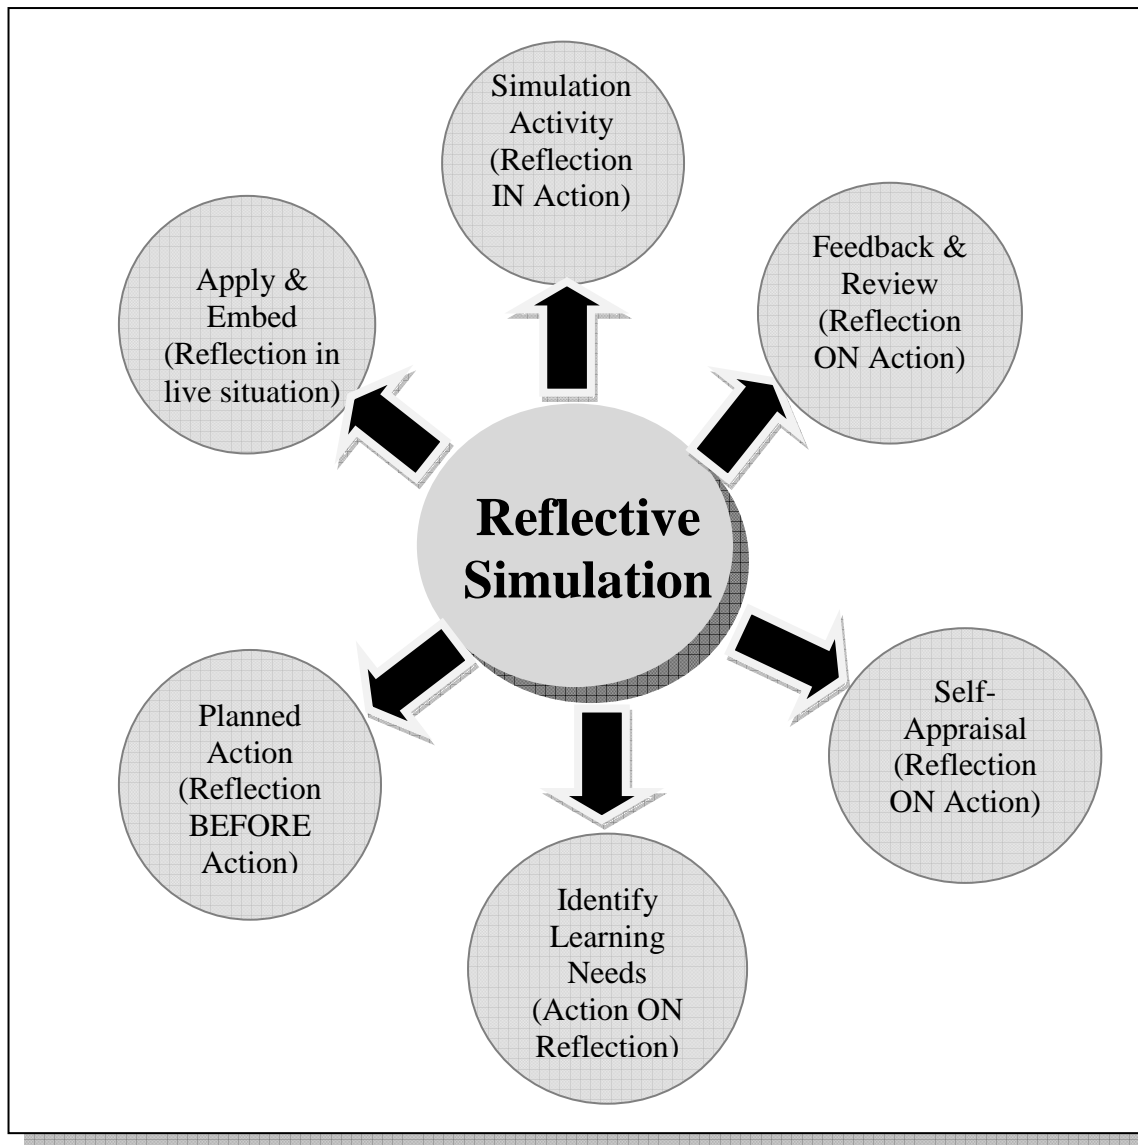 Simulation
Activity
(Reflection
IN Action)
Feedback &
Review
(Reflection
ON Action)
Self-
Appraisal
(Reflection
ON Action)
Identify
Learning
Needs
(Action ON
Reflection)
Planned
Action
(Reflection
BEFORE
Action)
Apply &
Embed
(Reflection in
live situation)
Reflective
Simulation